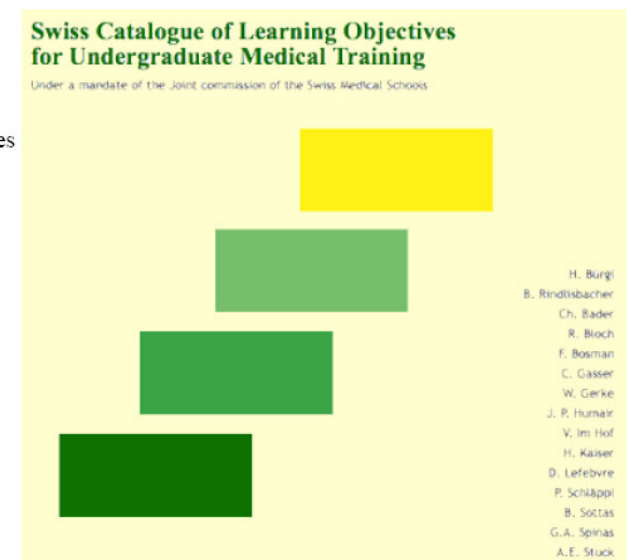 Swiss Catalogue of Learning Objectives
for Undergraduate Medical Training
Under a mandate of the Joint commission of the Swiss Medical Schools
es
H. Bürgi
B. Rindlisbacher
Ch. Bader
R. Bloch
F. Bosman
C. Gasser
W. Gerke
J. P. Humair
V. Im Hof
H. Kaiser
D. Lefebvre
P. Schläppi
B. Sottas
G.A. Spinas
A.E. Stuck